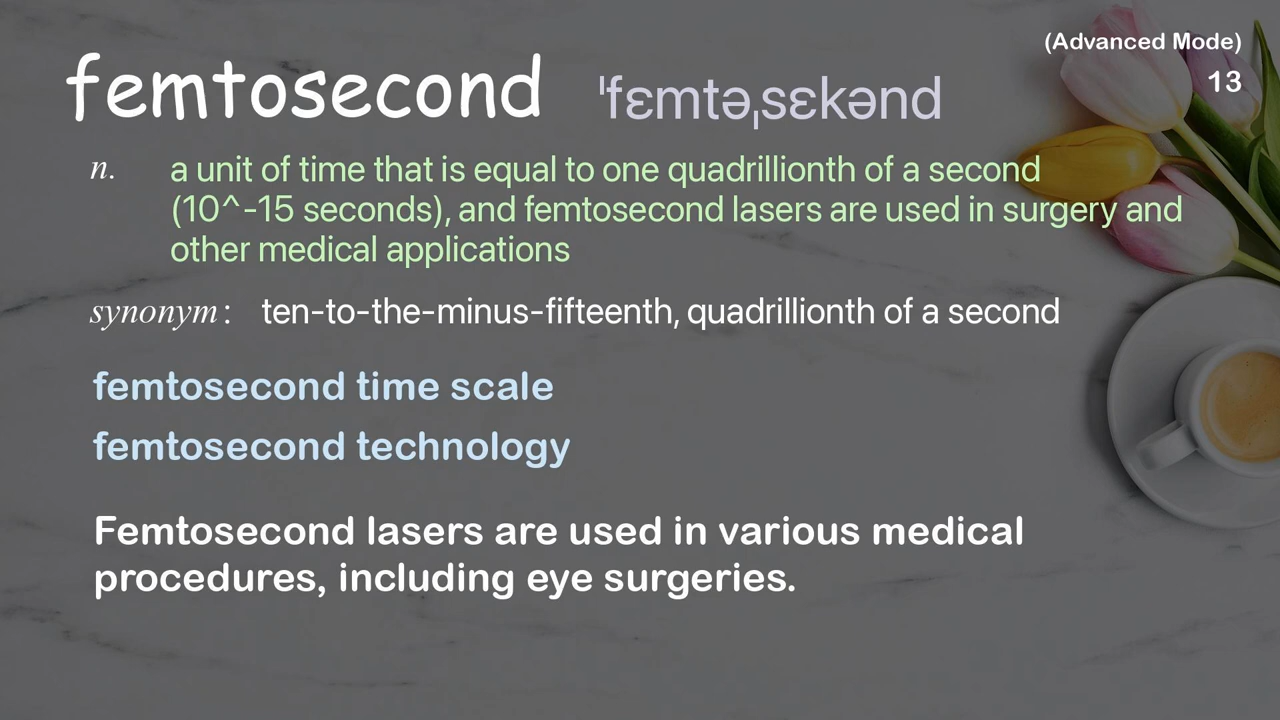 (Advanced Mode)
femtosecond ˈfɛmtəˌsɛkənd
13
n. a unit of time that is equal to one quadrillionth of a second
(10^-15 seconds), and femtosecond lasers are used in surgery and
other medical applications
synonym: ten-to-the-minus-fifteenth, quadrillionth of a second
femtosecond time scale
femtosecond technology
Femtosecond lasers are used in various medical
procedures, including eye surgeries.